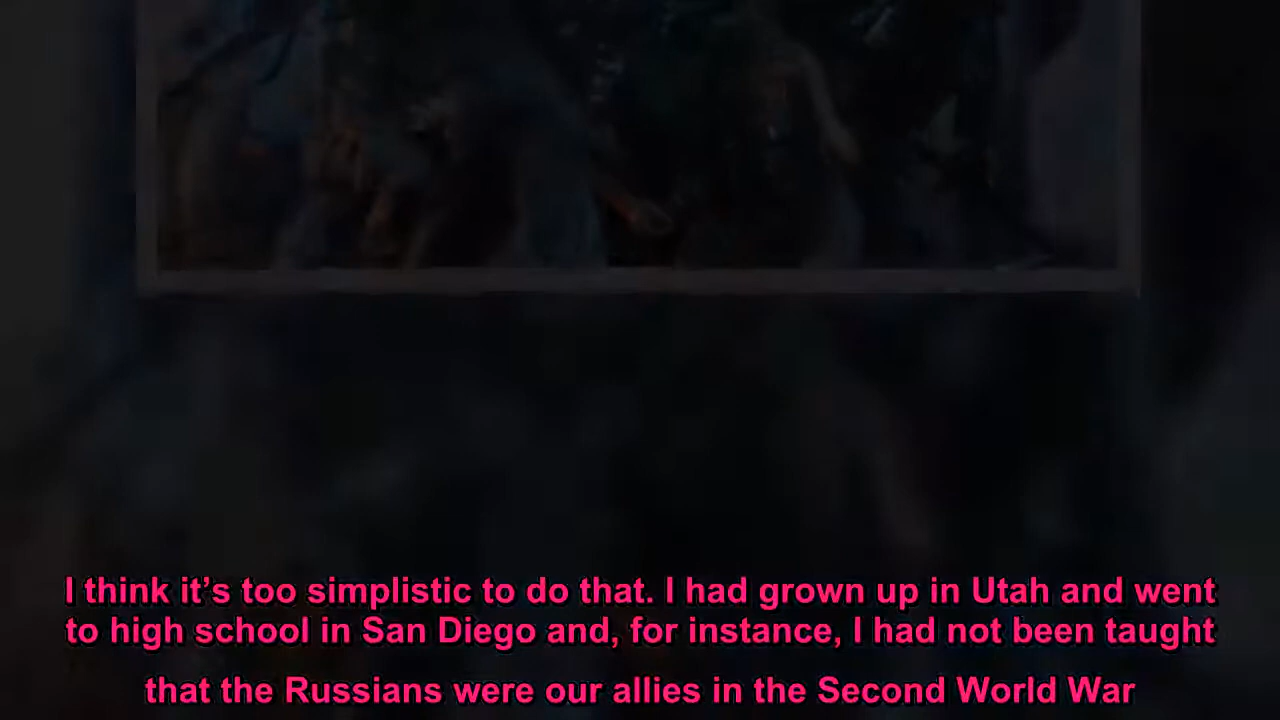 I think it’s too simplistic to do that. I had grown up in Utah and went
to high school in San Diego and, for instance, I had not been taught
that the Russians were our allies in the Second World War